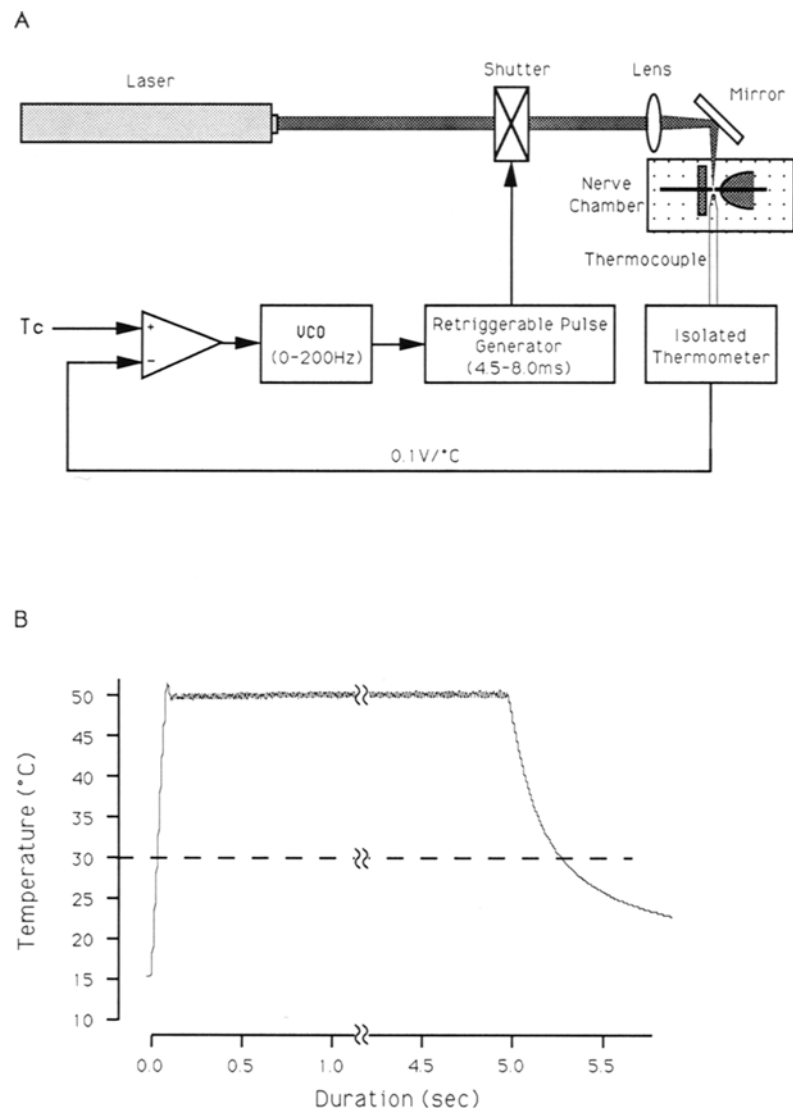 A
Laser
Shutter
Lens
Mirror
Nerve
Chamber
Thermocouple
Tc
+
−
VCO
(0-200Hz)
Retriggerable Pulse
Generator
(4.5-8.0ms)
Isolated
Thermometer
0.1V/°C
B
Temperature (°C)
50
45
40
35
30
25
20
15
10
0.0 0.5 1.0 4.5 5.0 5.5
Duration (sec)